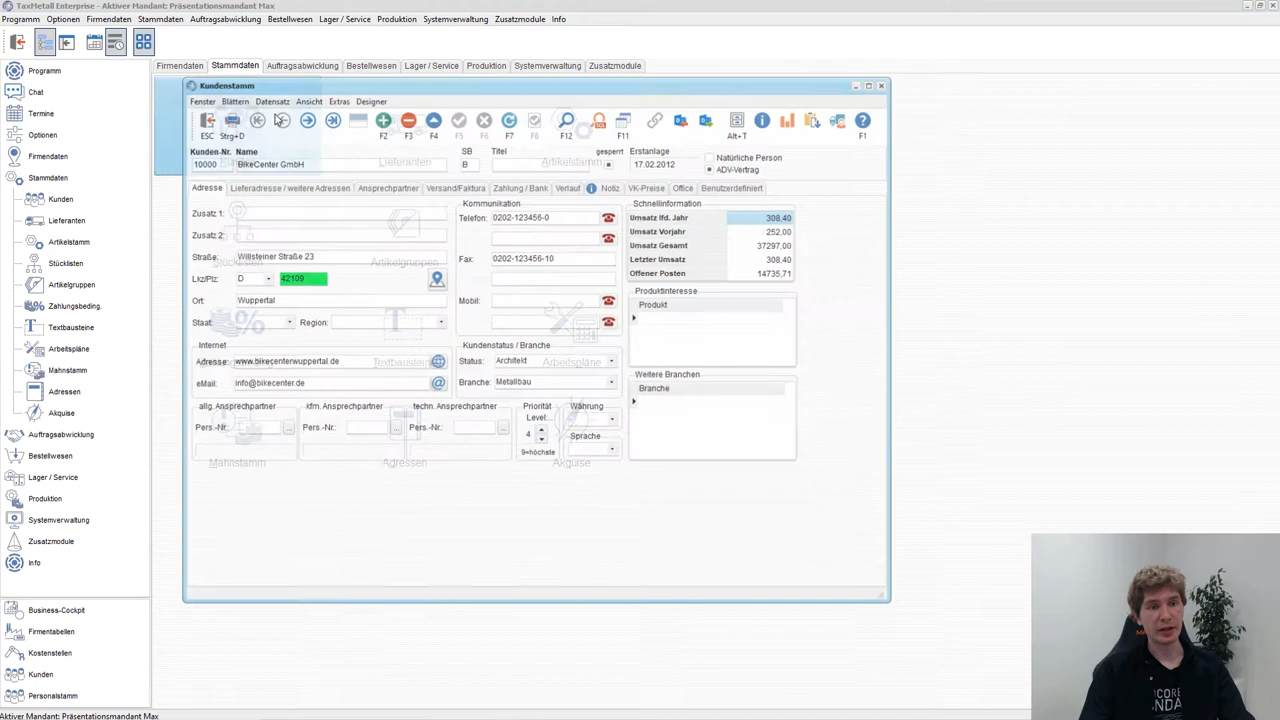 TaxMetall Enterprise - Aktiver Mandant: Präsentationsmandant Max
Programm Optionen Firmendaten Stammdaten Auftragsabwicklung Bestellwesen Lager / Service Produktion Systemverwaltung Zusatzmodule Info
Programm
Chat
Termine
Optionen
Firmendaten
Stammdaten
Kunden
Lieferanten
Artikelstamm
Stücklisten
Artikelgruppen
Zahlungsbeding.
Textbausteine
Arbeitspläne
Mahnstamm
Adressen
Akquise
Auftragsabwicklung
Bestellwesen
Lager / Service
Produktion
Systemverwaltung
Zusatzmodule
Info
Business-Cockpit
Firmentabellen
Kostenstellen
Kunden
Personalstamm
Firmendaten Stammdaten Auftragsabwicklung Bestellwesen Lager / Service Produktion Systemverwaltung Zusatzmodule
Kundenstamm
Fenster Blättern Datensatz Ansicht Extras Designer
ESC Strg+D F2 F3 F4 F5 F6 F7 F8 F12 F11 Alt+T F1
Kunden-Nr. Name SB Titel gesperrt Erstanlage Natürliche Person
10000 BikeCenter GmbH B 17.02.2012 ADV-Vertrag
Lieferanten Artikelstamm
Adresse Lieferadresse / weitere Adressen Ansprechpartner Versand/Faktura Zahlung / Bank Verlauf Notiz VK-Preise Office Benutzerdefiniert
Zusatz 1:
Zusatz 2:
Straße: Willsteiner Straße 23
Stücklisten Artikelgruppen
Lkz/Plz: D 42109
Ort: Wuppertal
Staat: Region:
Internet
Adresse: www.bikecenterwuppertal.de
Textbausteine Arbeitspläne
eMail: info@bikecenter.de
allg. Ansprechpartner kfm. Ansprechpartner techn. Ansprechpartner
Pers.-Nr.: Pers.-Nr.: Pers.-Nr.:
Mahnstamm Adressen Akquise
Kommunikation
Telefon: 0202-123456-0
Fax: 0202-123456-10
Mobil:
Kundenstatus / Branche
Status: Architekt
Branche: Metallbau
Priorität
Level:
4
9=höchste
Währung
Sprache
Schnellinformation
Umsatz lfd. Jahr 308,40
Umsatz Vorjahr 252,00
Umsatz Gesamt 37297,00
Letzter Umsatz 308,40
Offener Posten 14735,71
Produktinteresse
Produkt
Weitere Branchen
Branche
Aktiver Mandant: Präsentationsmandant Max